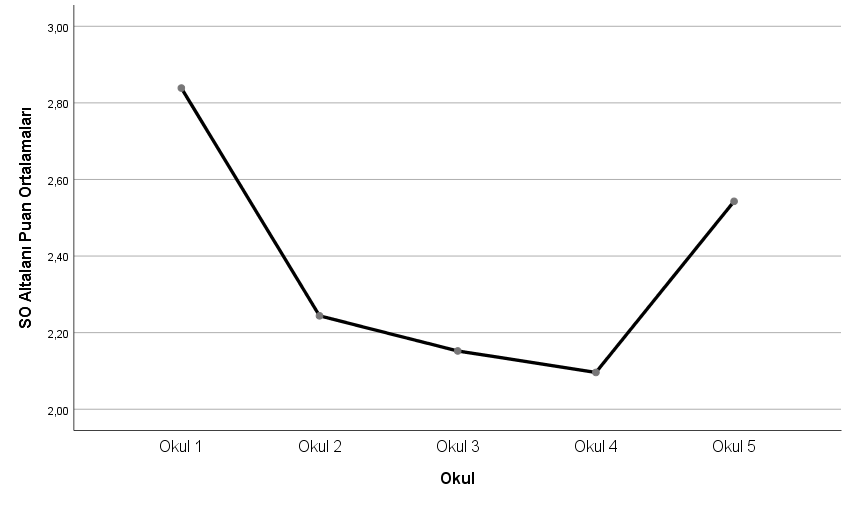 SO Altalanı Puan Ortalamaları
3,00
2,80
2,60
2,40
2,20
2,00
Okul 1 Okul 2 Okul 3 Okul 4 Okul 5
Okul